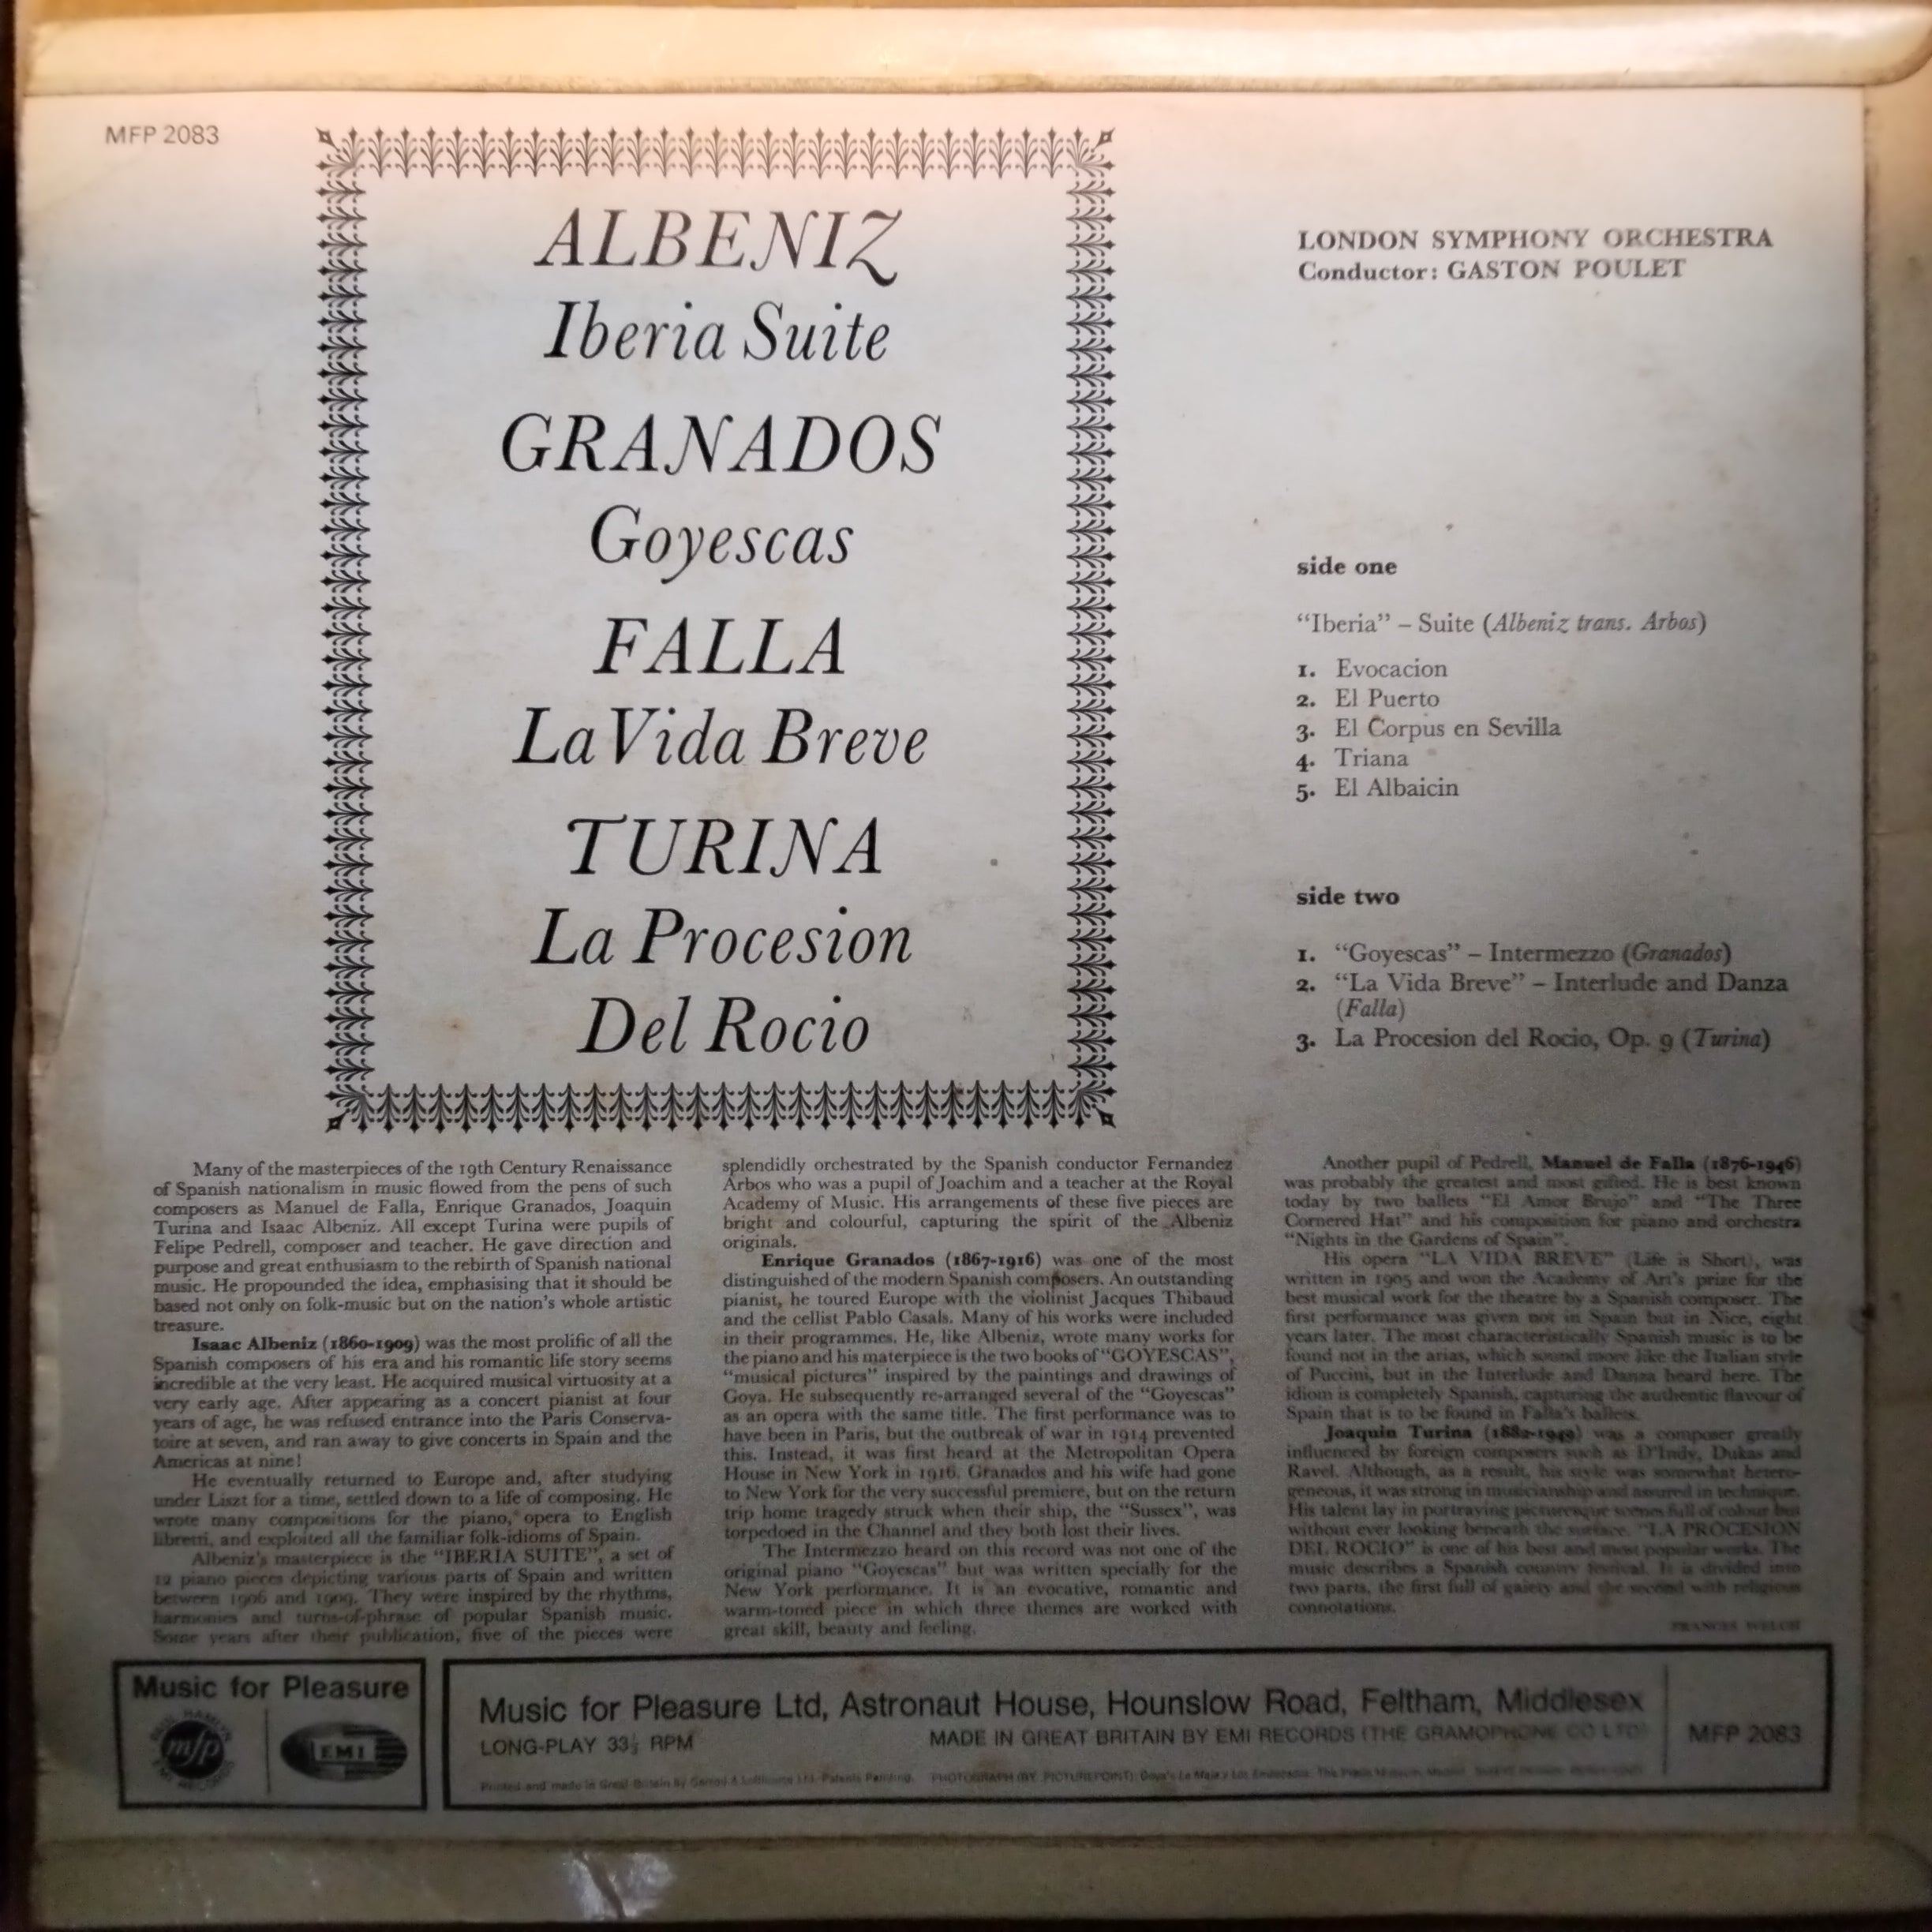 MFP 2083
ALBENIZ
Iberia Suite
GRANADOS
Goyescas
FALLA
La Vida Breve
TURINA
La Procesion
Del Rocio
LONDON SYMPHONY ORCHESTRA
Conductor: GASTON POULET
side one
“Iberia” – Suite (Albeniz trans. Arbos)
1. Evocacion
2. El Puerto
3. El Corpus en Sevilla
4. Triana
5. El Albaicin
side two
1. “Goyescas” – Intermezzo (Granados)
2. “La Vida Breve” – Interlude and Danza
(Falla)
3. La Procesion del Rocio, Op. 9 (Turina)
Many of the masterpieces of the 19th Century Renaissance
of Spanish nationalism in music flowed from the pens of such
composers as Manuel de Falla, Enrique Granados, Joaquin
Turina and Isaac Albeniz. All except Turina were pupils of
Felipe Pedrell, composer and teacher. He gave direction and
purpose and great enthusiasm to the rebirth of Spanish national
music. He propounded the idea, emphasising that it should be
based not only on folk-music but on the nation's whole artistic
treasure.
Isaac Albeniz (1860-1909) was the most prolific of all the
Spanish composers of his era and his romantic life story seems
incredible at the very least. He acquired musical virtuosity at a
very early age. After appearing as a concert pianist at four
years of age, he was refused entrance into the Paris Conserva-
toire at seven, and ran away to give concerts in Spain and the
Americas at nine!
He eventually returned to Europe and, after studying
under Liszt for a time, settled down to a life of composing. He
wrote many compositions for the piano, opera to English
libretti, and exploited all the familiar folk-idioms of Spain.
Albeniz's masterpiece is the “IBERIA SUITE”, a set of
12 piano pieces depicting various parts of Spain and written
between 1906 and 1909. They were inspired by the rhythms,
harmonies and turns-of-phrase of popular Spanish music.
Some years after their publication, five of the pieces were
splendidly orchestrated by the Spanish conductor Fernandez
Arbos who was a pupil of Joachim and a teacher at the Royal
Academy of Music. His arrangements of these five pieces are
bright and colourful, capturing the spirit of the Albeniz
originals.
Enrique Granados (1867-1916) was one of the most
distinguished of the modern Spanish composers. An outstanding
pianist, he toured Europe with the violinist Jacques Thibaud
and the cellist Pablo Casals. Many of his works were included
in their programmes. He, like Albeniz, wrote many works for
the piano and his materpiece is the two books of “GOYESCAS”,
“musical pictures” inspired by the paintings and drawings of
Goya. He subsequently re-arranged several of the “Goyescas”
as an opera with the same title. The first performance was to
have been in Paris, but the outbreak of war in 1914 prevented
this. Instead, it was first heard at the Metropolitan Opera
House in New York in 1916. Granados and his wife had gone
to New York for the very successful premiere, but on the return
trip home tragedy struck when their ship, the “Sussex”, was
torpedoed in the Channel and they both lost their lives.
The Intermezzo heard on this record was not one of the
original piano “Goyescas” but was written specially for the
New York performance. It is an evocative, romantic and
warm-toned piece in which three themes are worked with
great skill, beauty and feeling.
Another pupil of Pedrell, Manuel de Falla (1876-1946)
was probably the greatest and most gifted. He is best known
today by two ballets “El Amor Brujo” and “The Three
Cornered Hat” and his composition for piano and orchestra
“Nights in the Gardens of Spain”.
His opera “LA VIDA BREVE” (Life is Short), was
written in 1905 and won the Academy of Art's prize for the
best musical work for the theatre by a Spanish composer. The
first performance was given not in Spain but in Nice, eight
years later. The most characteristically Spanish music is to be
found not in the arias, which sound more like the Italian style
of Puccini, but in the Interlude and Danza heard here. The
idiom is completely Spanish, capturing the authentic flavour of
Spain that is to be found in Falla's ballets.
Joaquin Turina (1882-1949) was a composer greatly
influenced by foreign composers such as D'Indy, Dukas and
Ravel. Although, as a result, his style was somewhat hetero-
geneous, it was strong in musicianship and assured in technique.
His talent lay in portraying picturesque scenes full of colour but
without ever looking beneath the surface. “LA PROCESION
DEL ROCIO” is one of his best and most popular works. The
music describes a Spanish country festival. It is divided into
two parts, the first full of gaiety and the second with religious
connotations.
FRANCES WELCH
Music for Pleasure
PAUL HAMLYN
mfp
EMI RECORDS
EMI
Music for Pleasure Ltd, Astronaut House, Hounslow Road, Feltham, Middlesex
LONG-PLAY 33⅓ RPM
MADE IN GREAT BRITAIN BY EMI RECORDS (THE GRAMOPHONE CO LTD)
MFP 2083
Printed and made in Great Britain by Garrod & Lofthouse Ltd. Patents Pending. PHOTOGRAPH (BY PICTUREPOINT):